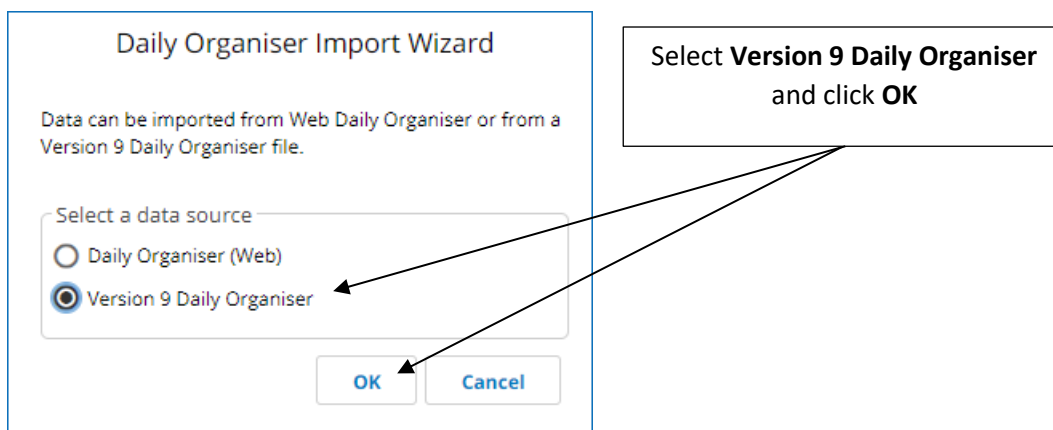 Daily Organiser Import Wizard
Data can be imported from Web Daily Organiser or from a
Version 9 Daily Organiser file.
Select a data source
Daily Organiser (Web)
Version 9 Daily Organiser
OK
Cancel
Select Version 9 Daily Organiser
and click OK